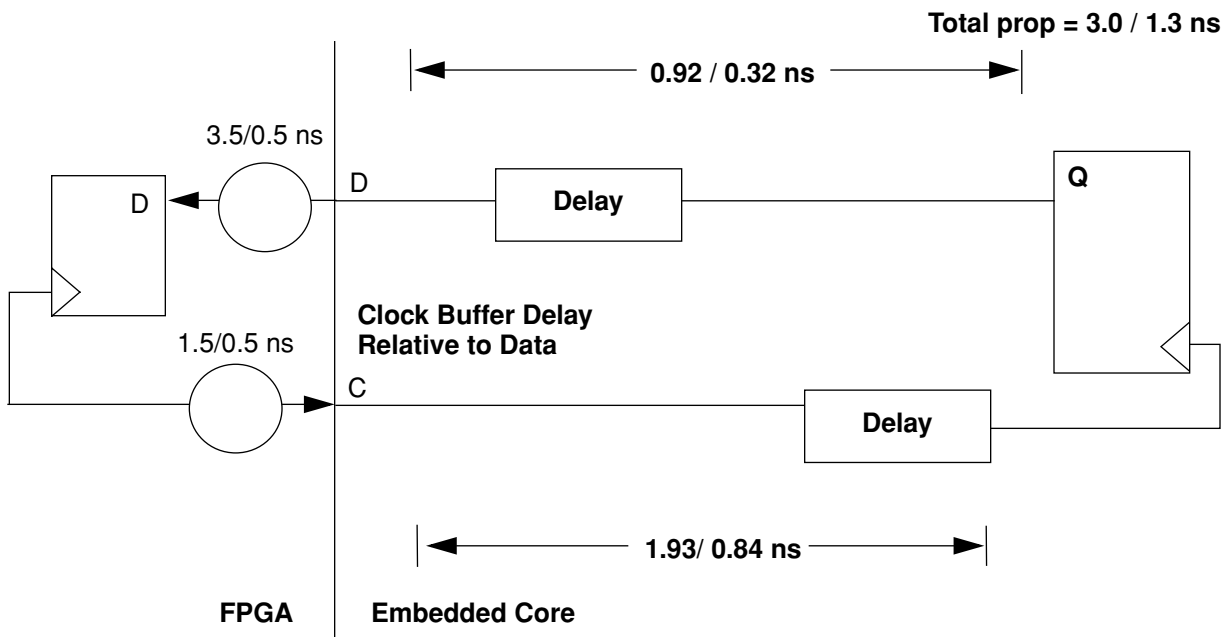 Total prop = 3.0 / 1.3 ns
0.92 / 0.32 ns
3.5/0.5 ns
D
D
Delay
Q
Clock Buffer Delay
Relative to Data
1.5/0.5 ns
C
Delay
1.93/ 0.84 ns
FPGA
Embedded Core